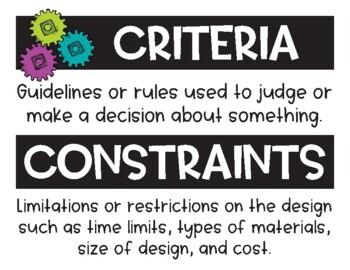 CRITERIA
Guidelines or rules used to judge or
make a decision about something.
CONSTRAINTS
Limitations or restrictions on the design
such as time limits, types of materials,
size of design, and cost.